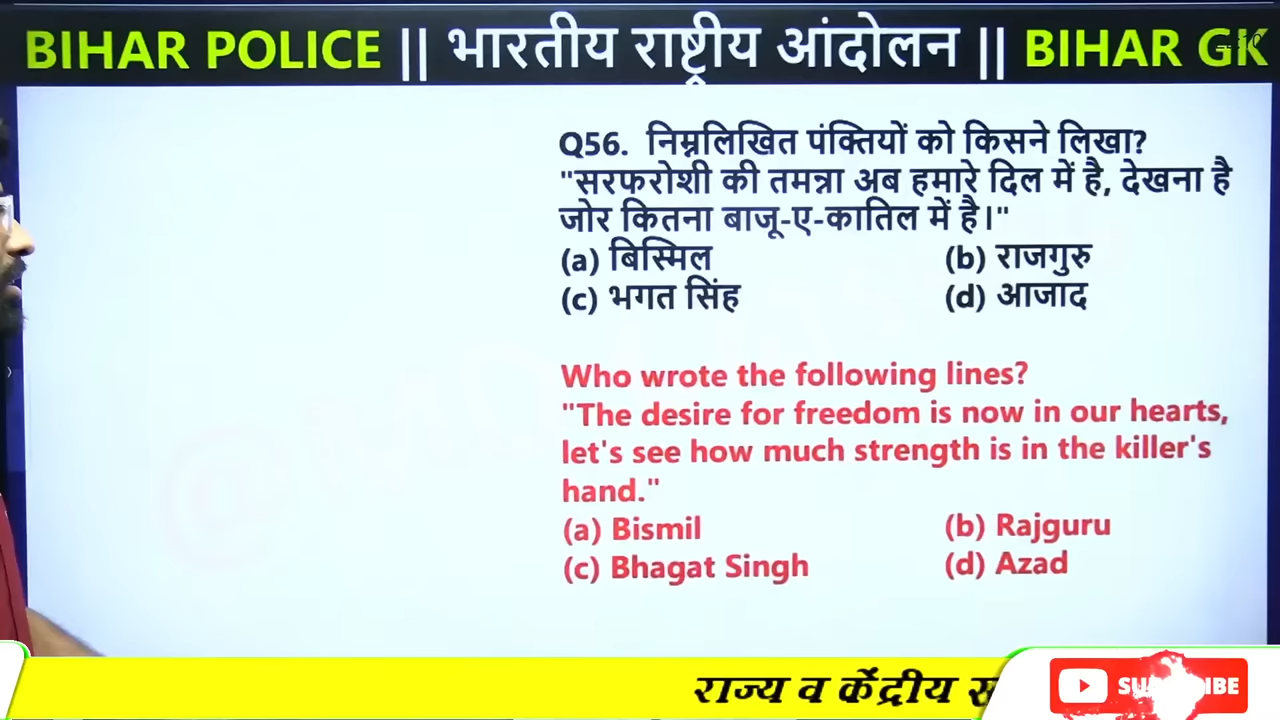 BIHAR POLICE || भारतीय राष्ट्रीय आंदोलन || BIHAR GK
Q56. निम्नलिखित पंक्तियों को किसने लिखा?
"सरफरोशी की तमन्ना अब हमारे दिल में है, देखना है
जोर कितना बाजू-ए-कातिल में है।"
(a) बिस्मिल (b) राजगुरु
(c) भगत सिंह (d) आजाद
Who wrote the following lines?
"The desire for freedom is now in our hearts,
let's see how much strength is in the killer's
hand."
(a) Bismil (b) Rajguru
(c) Bhagat Singh (d) Azad
राज्य व केंद्रीय
SUBSCRIBE